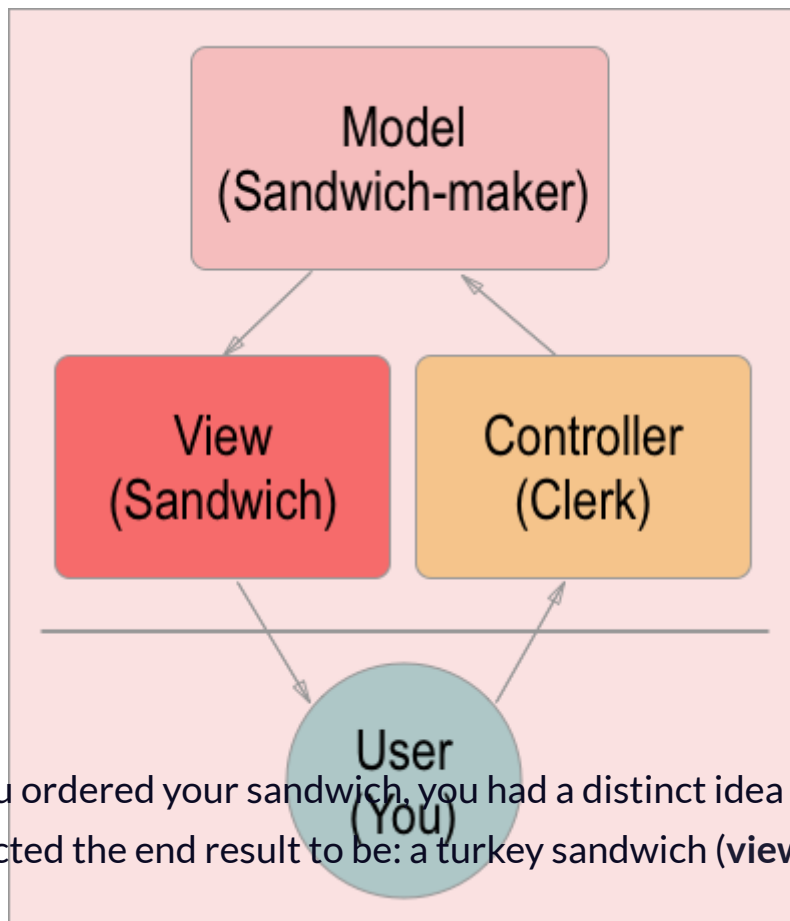 Model
(Sandwich-maker)
View
(Sandwich)
Controller
(Clerk)
User
(You)
u ordered your sandwich, you had a distinct idea
cted the end result to be: a turkey sandwich (view